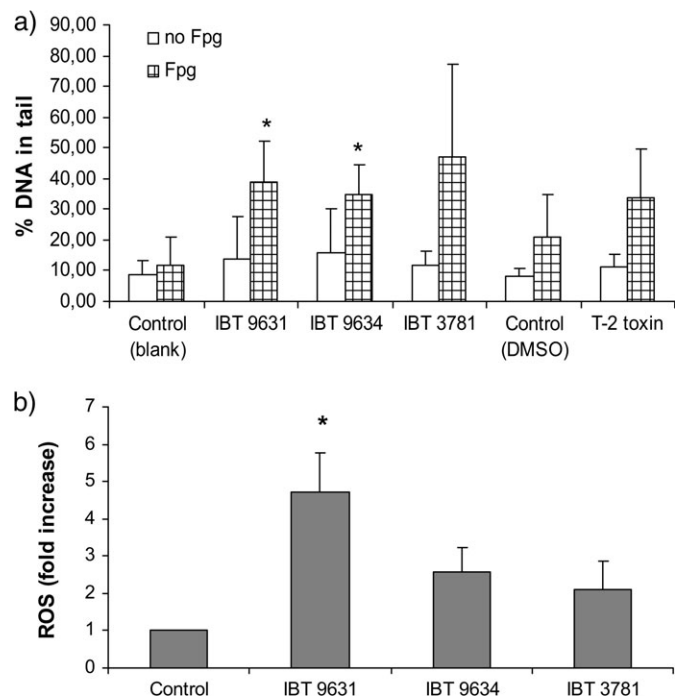 a)
% DNA in tail
90,00
80,00
70,00
60,00
50,00
40,00
30,00
20,00
10,00
0,00
no Fpg
Fpg
* *
Control (blank) IBT 9631 IBT 9634 IBT 3781 Control (DMSO) T-2 toxin
b)
ROS (fold increase)
7
6
5
4
3
2
1
0
*
Control IBT 9631 IBT 9634 IBT 3781